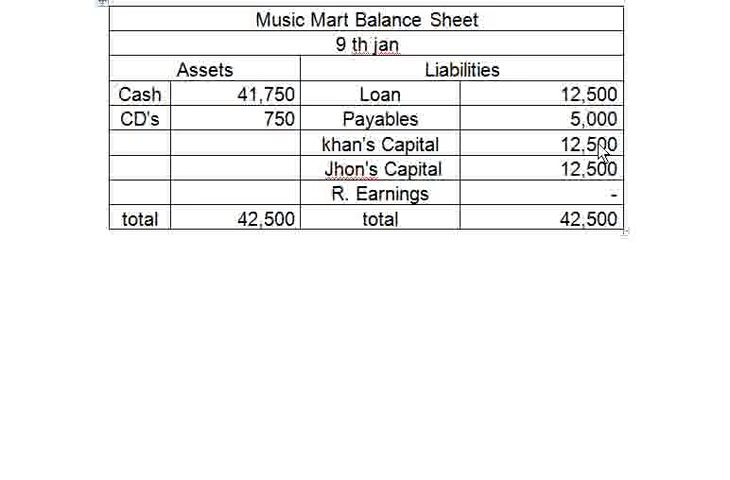 Music Mart Balance Sheet
9 th jan
Assets Liabilities
Cash 41,750 Loan 12,500
CD's 750 Payables 5,000
khan's Capital 12,500
Jhon's Capital 12,500
R. Earnings -
total 42,500 total 42,500